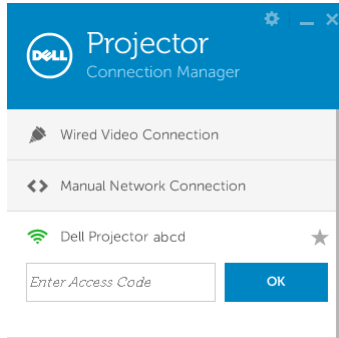 DELL
Projector
Connection Manager
Wired Video Connection
Manual Network Connection
Dell Projector abcd
Enter Access Code
OK